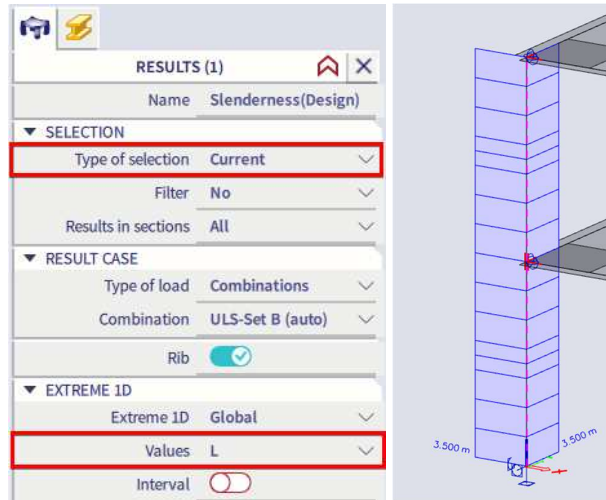 RESULTS (1)
Name Slenderness(Design)
SELECTION
Type of selection Current
Filter No
Results in sections All
RESULT CASE
Type of load Combinations
Combination ULS-Set B (auto)
Rib
EXTREME 1D
Extreme 1D Global
Values L
Interval
3.500 m
3.500 m